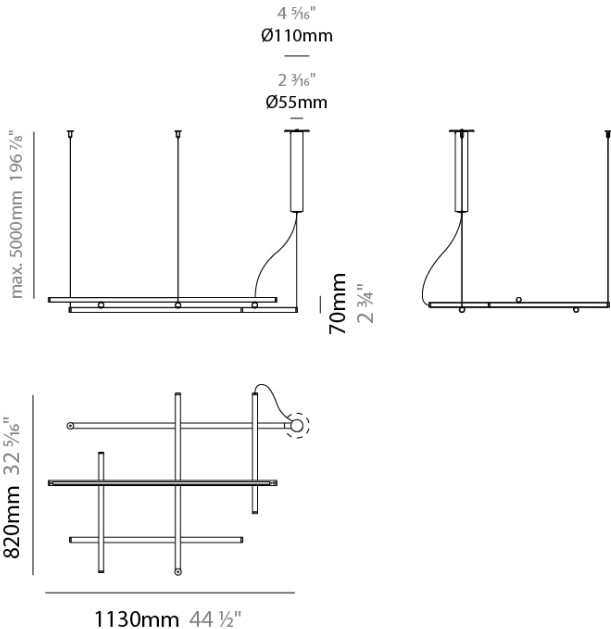 4 5/16"
Ø110mm
2 3/16"
Ø55mm
max. 5000mm 196 7/8"
70mm
2 3/4"
820mm 32 5/16"
1130mm 44 1/2"